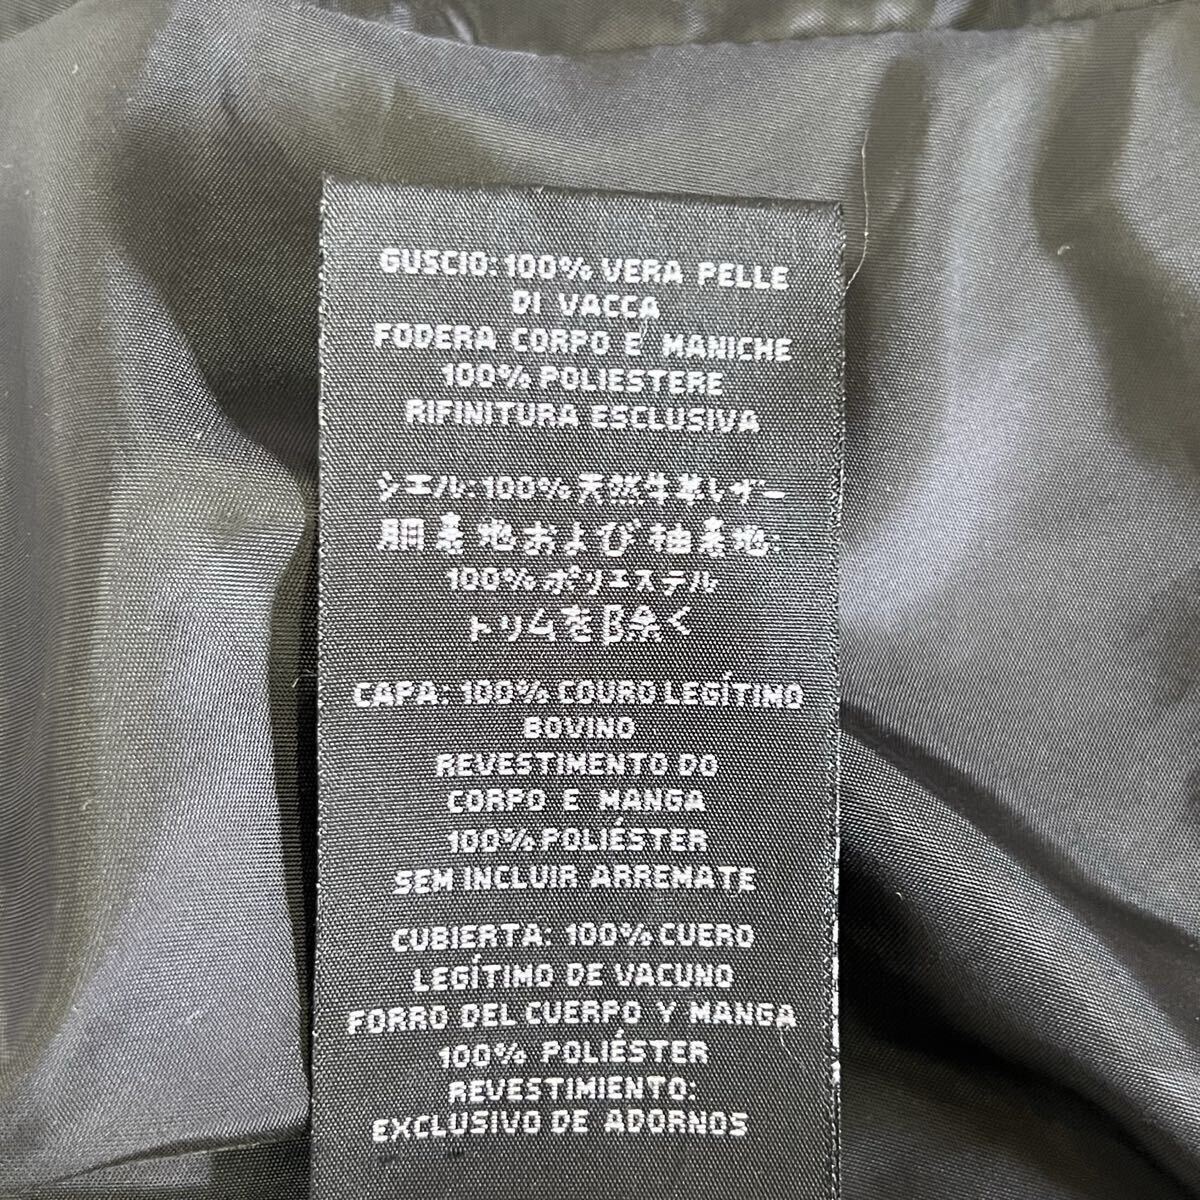 GUSCIO: 100% VERA PELLE
DI VACCA
FODERA CORPO E MANICHE
100% POLIESTERE
RIFINITURA ESCLUSIVA
シエル: 100% 天然牛革レザー
胴裏地および袖裏地:
100% ポリエステル
トリムを除く
CAPA: 100% COURO LEGÍTIMO
BOVINO
REVESTIMENTO DO
CORPO E MANGA
100% POLIÉSTER
SEM INCLUIR ARREMATE
CUBIERTA: 100% CUERO
LEGÍTIMO DE VACUNO
FORRO DEL CUERPO Y MANGA
100% POLIÉSTER
REVESTIMIENTO:
EXCLUSIVO DE ADORNOS